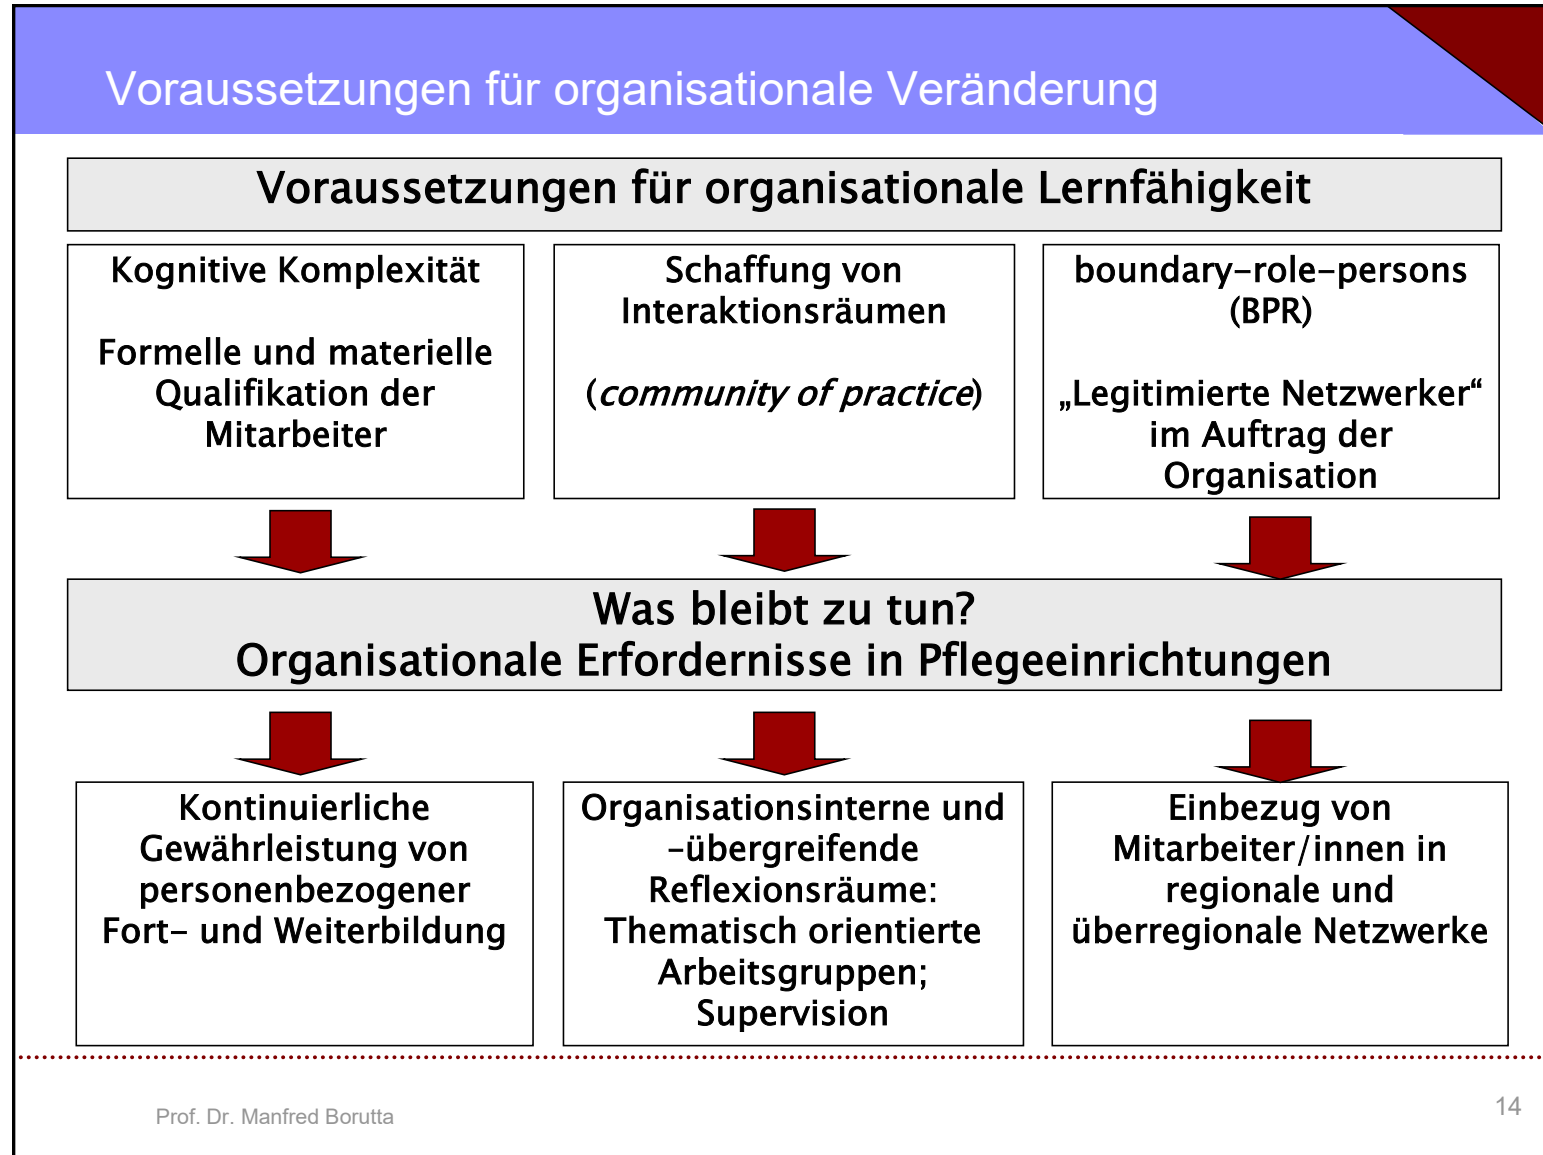 Voraussetzungen für organisationale Veränderung
Voraussetzungen für organisationale Lernfähigkeit
Kognitive Komplexität
Formelle und materielle
Qualifikation der
Mitarbeiter
Schaffung von
Interaktionsräumen
(community of practice)
boundary-role-persons
(BPR)
„Legitimierte Netzwerker“
im Auftrag der
Organisation
Was bleibt zu tun?
Organisationale Erfordernisse in Pflegeeinrichtungen
Kontinuierliche
Gewährleistung von
personenbezogener
Fort- und Weiterbildung
Organisationsinterne und
-übergreifende
Reflexionsräume:
Thematisch orientierte
Arbeitsgruppen;
Supervision
Einbezug von
Mitarbeiter/innen in
regionale und
überregionale Netzwerke
Prof. Dr. Manfred Borutta
14